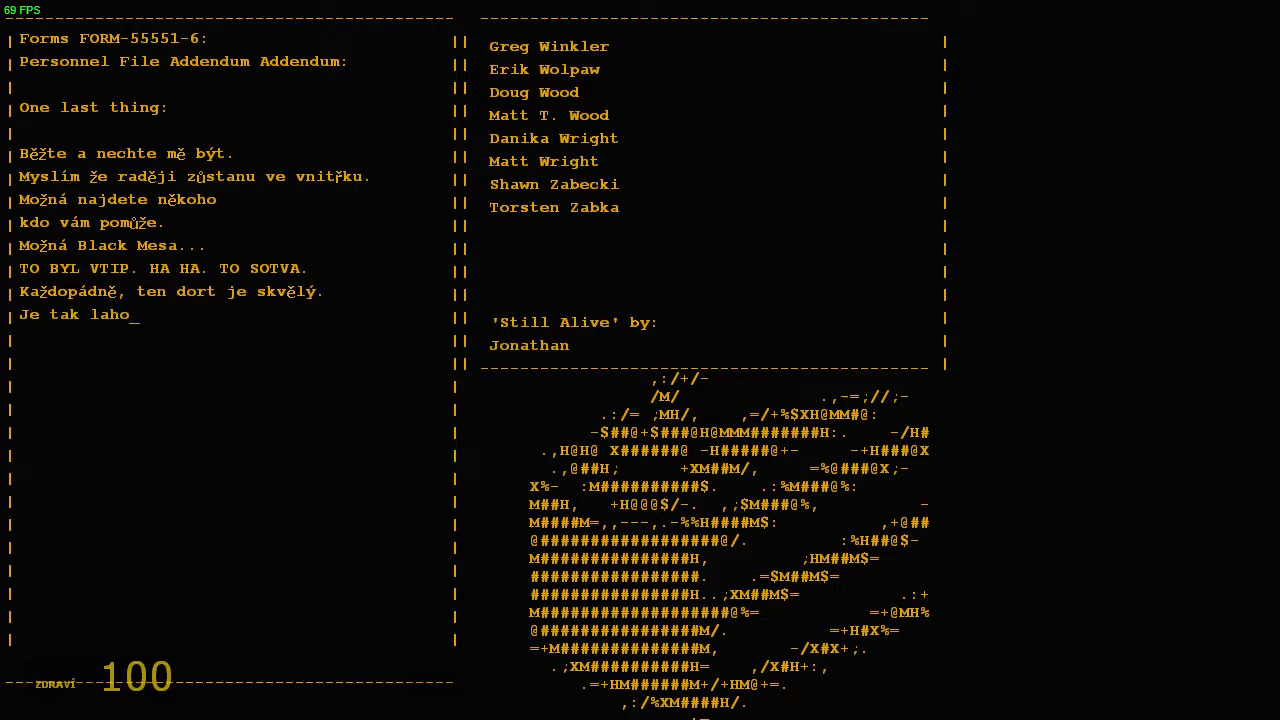 69 FPS
Forms FORM-55551-6:
Personnel File Addendum Addendum:
One last thing:
Běžte a nechte mě být.
Myslím že raději zůstanu ve vnitřku.
Možná najdete někoho
kdo vám pomůže.
Možná Black Mesa...
TO BYL VTIP. HA HA. TO SOTVA.
Každopádně, ten dort je skvělý.
Je tak laho_
Greg Winkler
Erik Wolpaw
Doug Wood
Matt T. Wood
Danika Wright
Matt Wright
Shawn Zabecki
Torsten Zabka
'Still Alive' by:
Jonathan
ZDRAVÍ 100